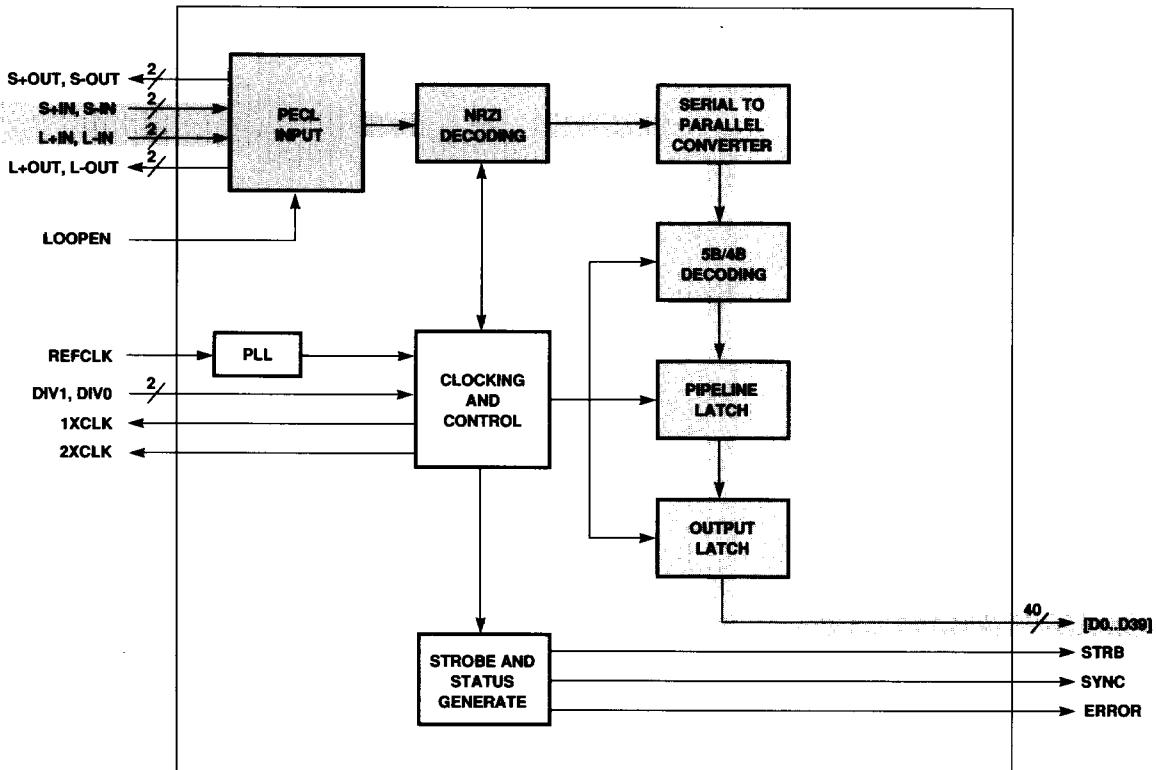 S+OUT, S-OUT
2
S+IN, S-IN
2
L+IN, L-IN
2
L+OUT, L-OUT
2
LOOPEN
PECL
INPUT
NRZI
DECODING
SERIAL TO
PARALLEL
CONVERTER
5B/4B
DECODING
REFCLK
PLL
DIV1, DIV0
2
1XCLK
2XCLK
CLOCKING
AND
CONTROL
PIPELINE
LATCH
OUTPUT
LATCH
40
[D0..D39]
STROBE AND
STATUS
GENERATE
STRB
SYNC
ERROR